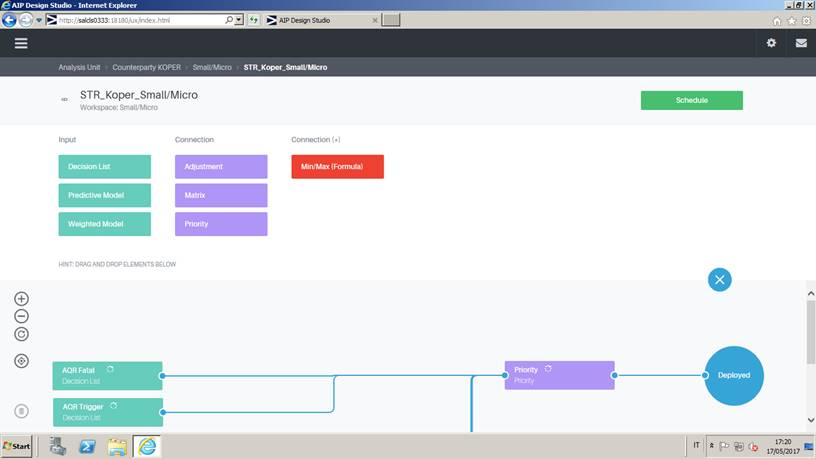 AIP Design Studio - Internet Explorer
http://salds0333:18180/ux/index.html
AIP Design Studio
Analysis Unit > Counterparty KOPER > Small/Micro > STR_Koper_Small/Micro
STR_Koper_Small/Micro
Workspace: Small/Micro
Schedule
Input
Connection
Connection (+)
Decision List
Adjustment
Min/Max (Formula)
Predictive Model
Matrix
Weighted Model
Priority
HINT: DRAG AND DROP ELEMENTS BELOW
AQR Fatal
Decision List
Priority
Priority
Deployed
AQR Trigger
Decision List
Start
IT
17:20
17/05/2017